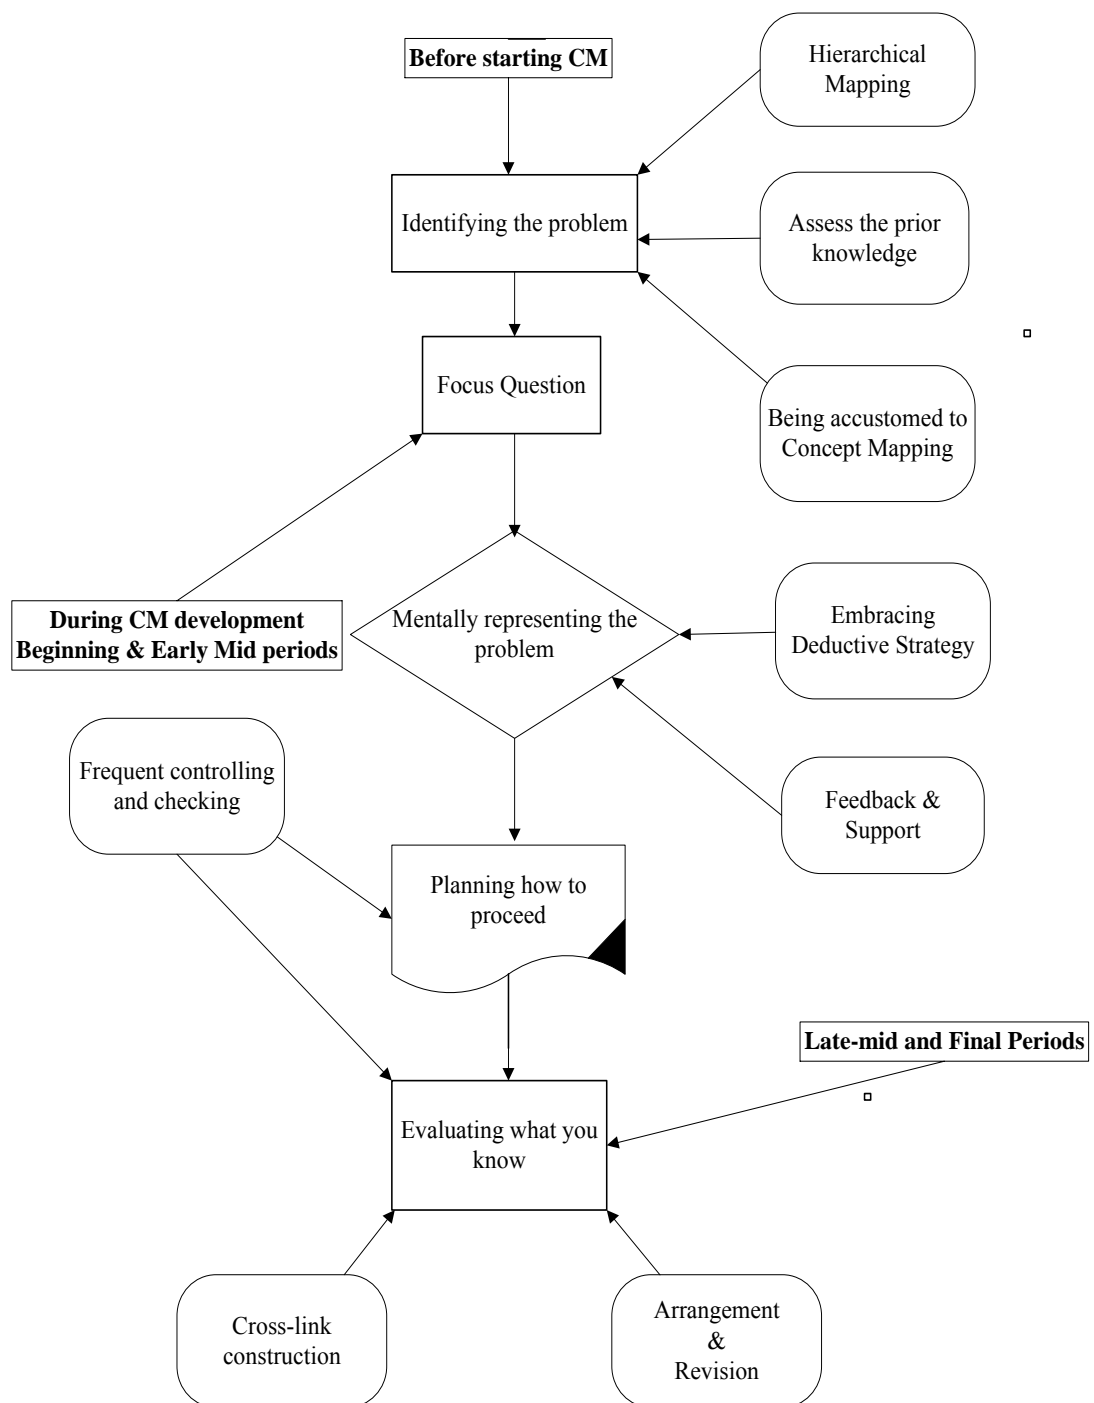 Before starting CM
Hierarchical
Mapping
Identifying the problem
Assess the prior
knowledge
Focus Question
Being accustomed to
Concept Mapping
During CM development
Beginning & Early Mid periods
Mentally representing the
problem
Embracing
Deductive Strategy
Frequent controlling
and checking
Feedback &
Support
Planning how to
proceed
Late-mid and Final Periods
Evaluating what you
know
Cross-link
construction
Arrangement
&
Revision